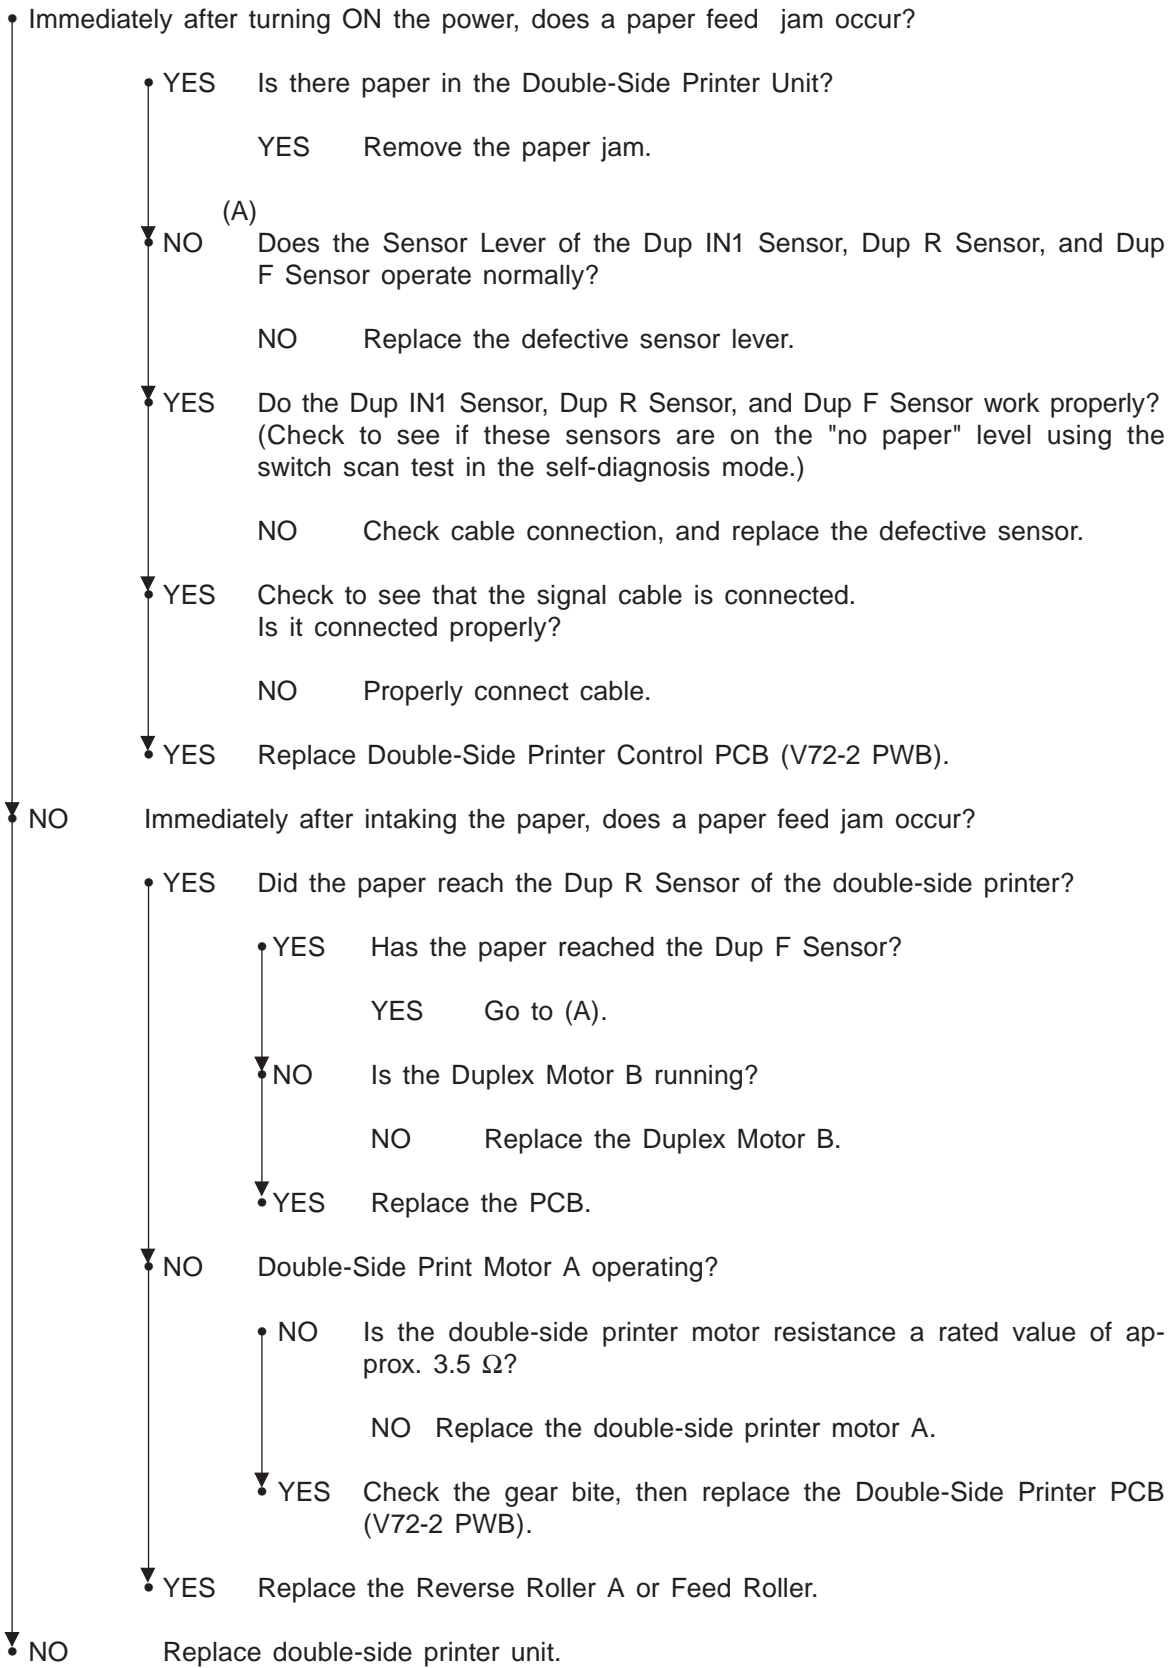 Immediately after turning ON the power, does a paper feed jam occur?
YES Is there paper in the Double-Side Printer Unit?
YES Remove the paper jam.
(A)
NO Does the Sensor Lever of the Dup IN1 Sensor, Dup R Sensor, and Dup
F Sensor operate normally?
NO Replace the defective sensor lever.
YES Do the Dup IN1 Sensor, Dup R Sensor, and Dup F Sensor work properly?
(Check to see if these sensors are on the "no paper" level using the
switch scan test in the self-diagnosis mode.)
NO Check cable connection, and replace the defective sensor.
YES Check to see that the signal cable is connected.
Is it connected properly?
NO Properly connect cable.
YES Replace Double-Side Printer Control PCB (V72-2 PWB).
NO Immediately after intaking the paper, does a paper feed jam occur?
YES Did the paper reach the Dup R Sensor of the double-side printer?
YES Has the paper reached the Dup F Sensor?
YES Go to (A).
NO Is the Duplex Motor B running?
NO Replace the Duplex Motor B.
YES Replace the PCB.
NO Double-Side Print Motor A operating?
NO Is the double-side printer motor resistance a rated value of ap-
prox. 3.5 Ω?
NO Replace the double-side printer motor A.
YES Check the gear bite, then replace the Double-Side Printer PCB
(V72-2 PWB).
YES Replace the Reverse Roller A or Feed Roller.
NO Replace double-side printer unit.